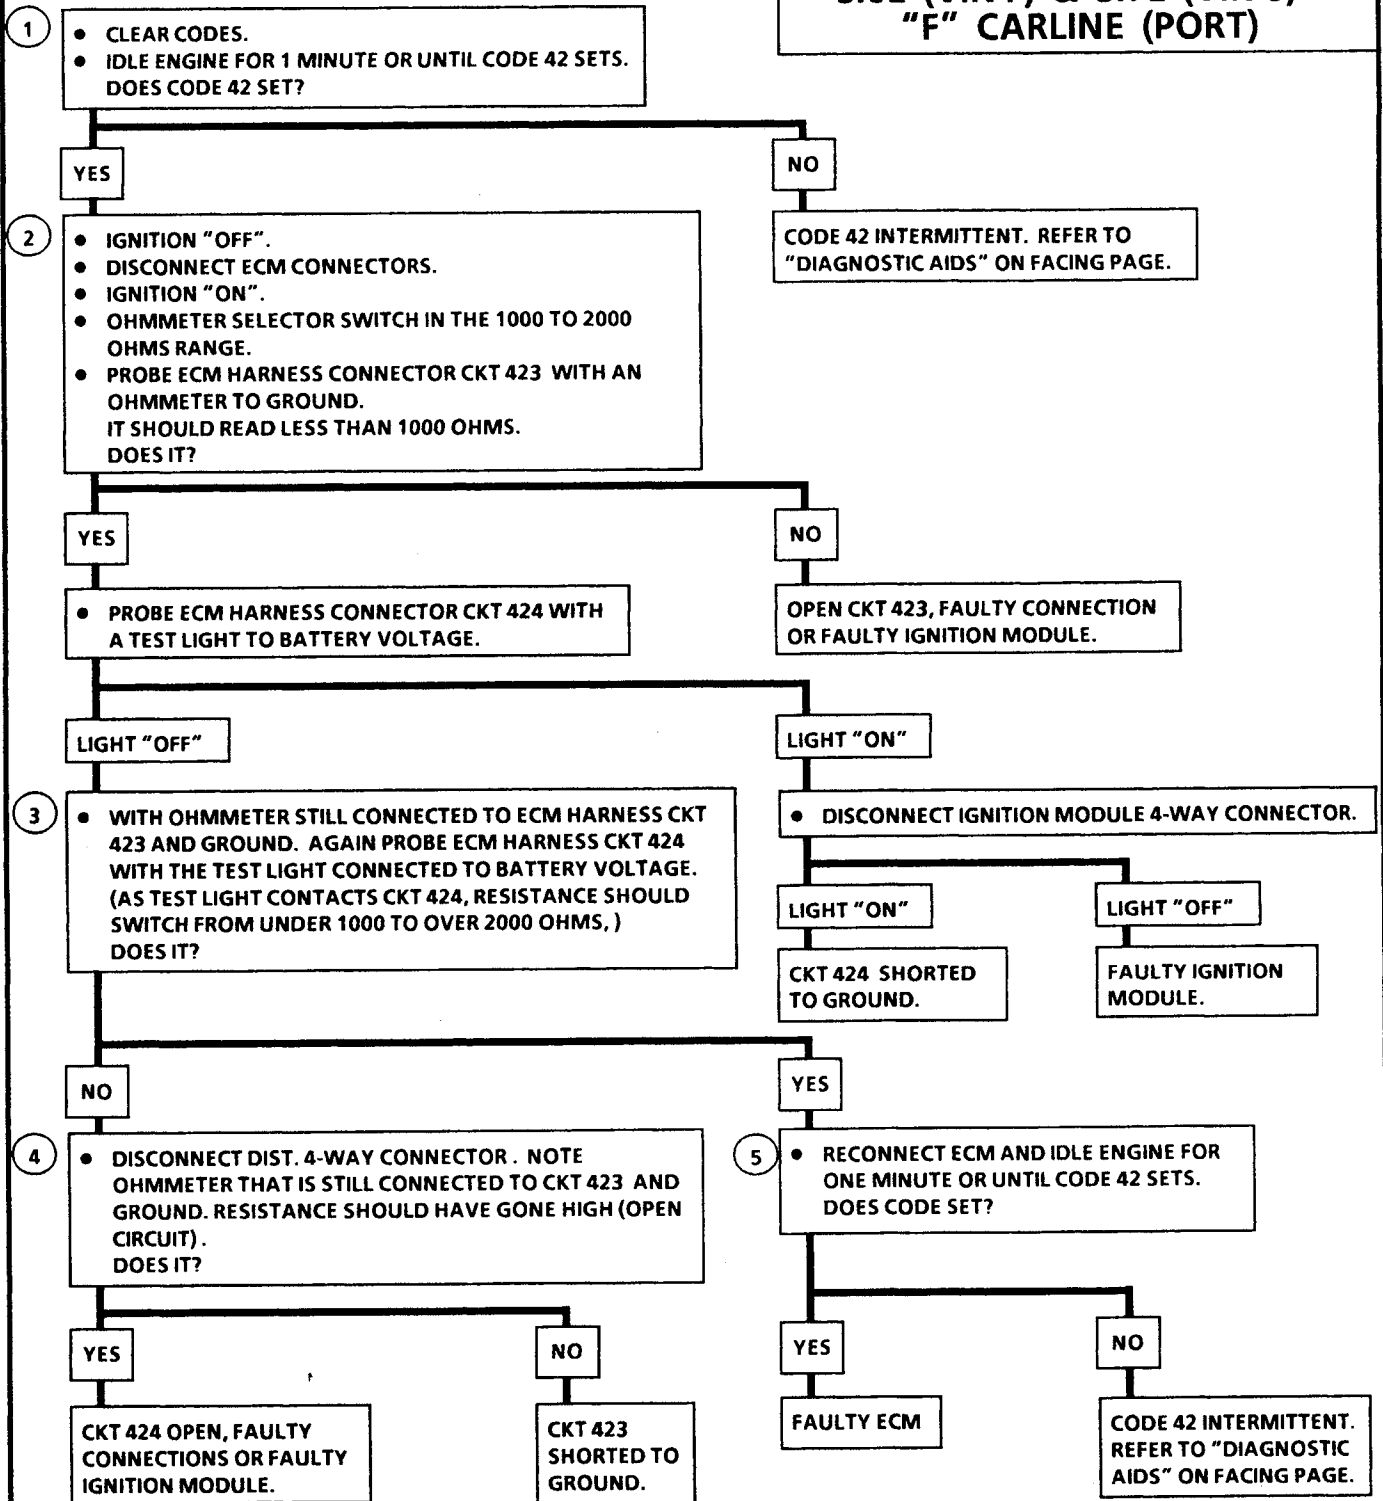 "F" CARLINE (PORT)
1
• CLEAR CODES.
• IDLE ENGINE FOR 1 MINUTE OR UNTIL CODE 42 SETS.
DOES CODE 42 SET?
YES
NO
2
• IGNITION "OFF".
• DISCONNECT ECM CONNECTORS.
• IGNITION "ON".
• OHMMETER SELECTOR SWITCH IN THE 1000 TO 2000
OHMS RANGE.
• PROBE ECM HARNESS CONNECTOR CKT 423 WITH AN
OHMMETER TO GROUND.
IT SHOULD READ LESS THAN 1000 OHMS.
DOES IT?
CODE 42 INTERMITTENT. REFER TO
"DIAGNOSTIC AIDS" ON FACING PAGE.
YES
NO
• PROBE ECM HARNESS CONNECTOR CKT 424 WITH
A TEST LIGHT TO BATTERY VOLTAGE.
OPEN CKT 423, FAULTY CONNECTION
OR FAULTY IGNITION MODULE.
LIGHT "OFF"
LIGHT "ON"
3
• WITH OHMMETER STILL CONNECTED TO ECM HARNESS CKT
423 AND GROUND. AGAIN PROBE ECM HARNESS CKT 424
WITH THE TEST LIGHT CONNECTED TO BATTERY VOLTAGE.
(AS TEST LIGHT CONTACTS CKT 424, RESISTANCE SHOULD
SWITCH FROM UNDER 1000 TO OVER 2000 OHMS, )
DOES IT?
• DISCONNECT IGNITION MODULE 4-WAY CONNECTOR.
LIGHT "ON"
LIGHT "OFF"
CKT 424 SHORTED
TO GROUND.
FAULTY IGNITION
MODULE.
NO
YES
4
• DISCONNECT DIST. 4-WAY CONNECTOR . NOTE
OHMMETER THAT IS STILL CONNECTED TO CKT 423 AND
GROUND. RESISTANCE SHOULD HAVE GONE HIGH (OPEN
CIRCUIT) .
DOES IT?
5
• RECONNECT ECM AND IDLE ENGINE FOR
ONE MINUTE OR UNTIL CODE 42 SETS.
DOES CODE SET?
YES
NO
YES
NO
CKT 424 OPEN, FAULTY
CONNECTIONS OR FAULTY
IGNITION MODULE.
CKT 423
SHORTED TO
GROUND.
FAULTY ECM
CODE 42 INTERMITTENT.
REFER TO "DIAGNOSTIC
AIDS" ON FACING PAGE.